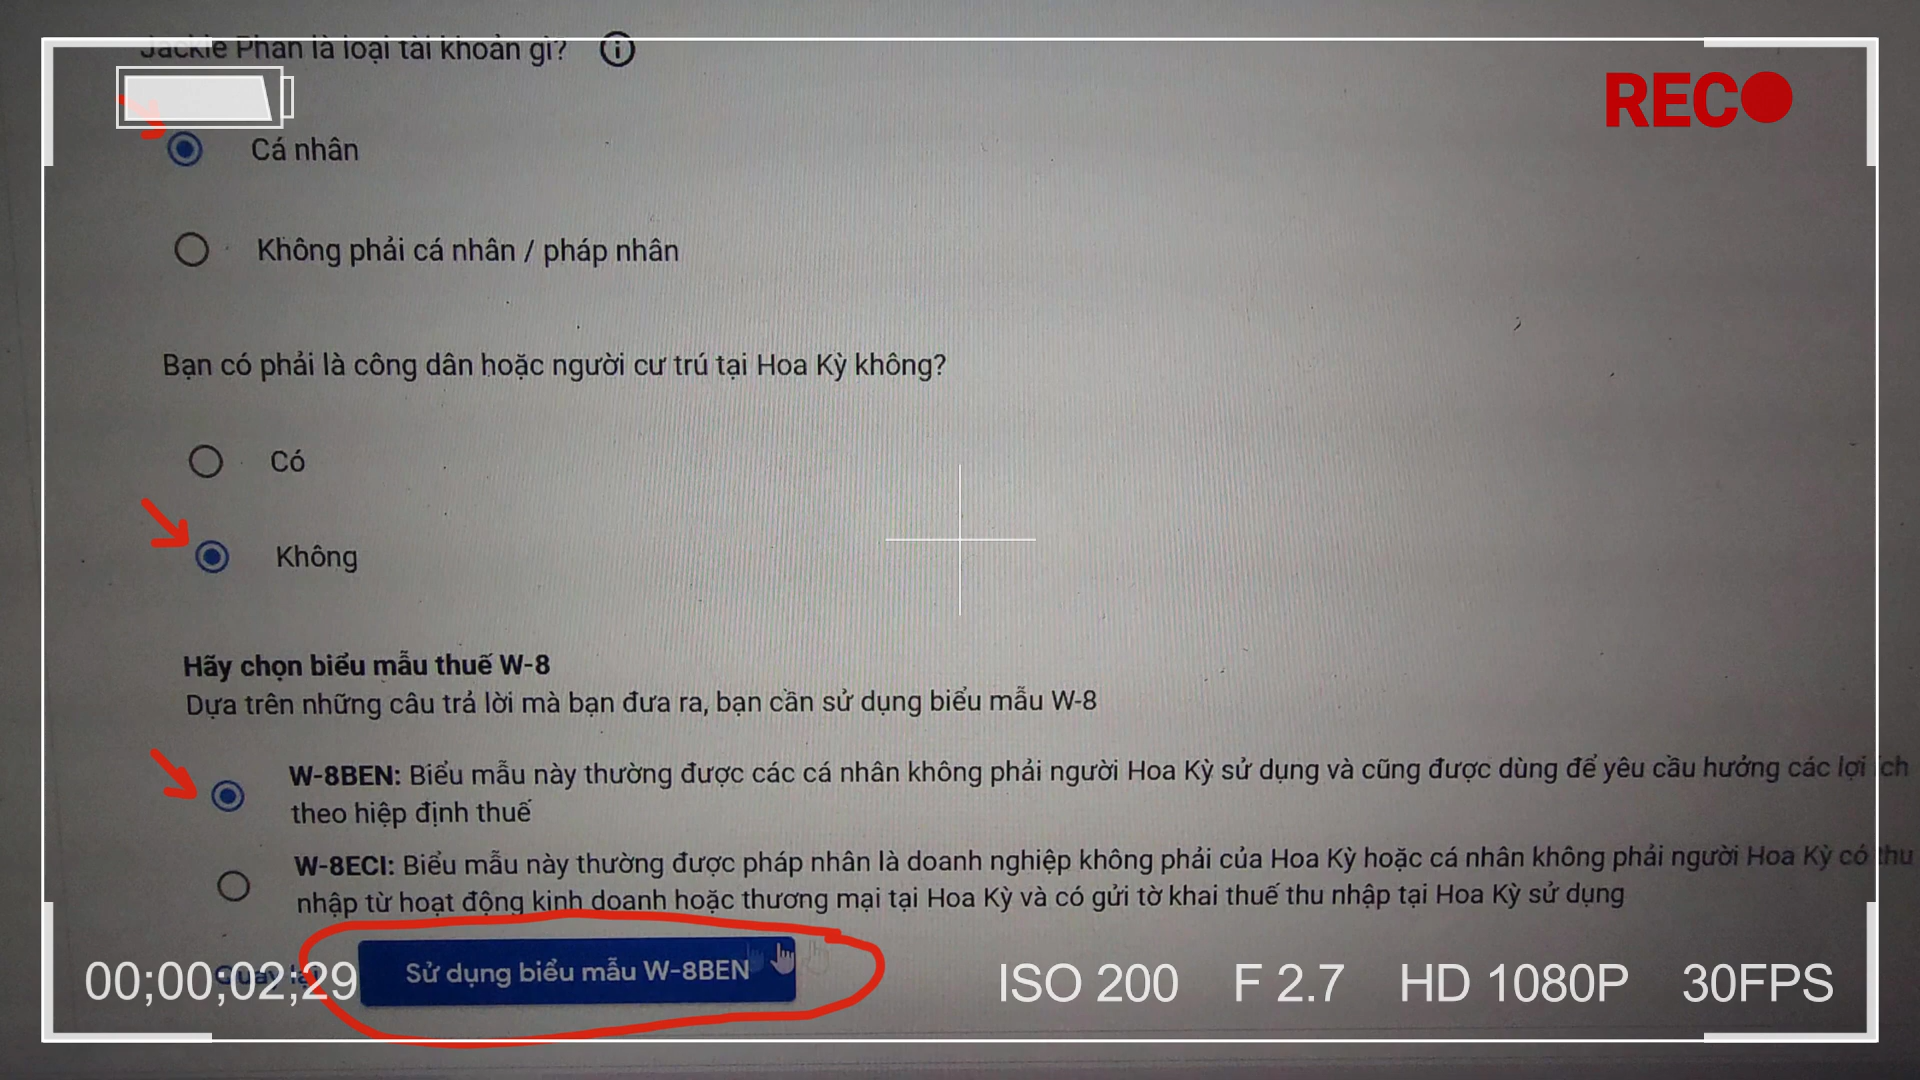 Jackie Phan là loại tài khoản gì?
REC
Cá nhân
Không phải cá nhân / pháp nhân
Bạn có phải là công dân hoặc người cư trú tại Hoa Kỳ không?
Có
Không
Hãy chọn biểu mẫu thuế W-8
Dựa trên những câu trả lời mà bạn đưa ra, bạn cần sử dụng biểu mẫu W-8
W-8BEN: Biểu mẫu này thường được các cá nhân không phải người Hoa Kỳ sử dụng và cũng được dùng để yêu cầu hưởng các lợi ích
theo hiệp định thuế
W-8ECI: Biểu mẫu này thường được pháp nhân là doanh nghiệp không phải của Hoa Kỳ hoặc cá nhân không phải người Hoa Kỳ có thu
nhập từ hoạt động kinh doanh hoặc thương mại tại Hoa Kỳ và có gửi tờ khai thuế thu nhập tại Hoa Kỳ sử dụng
Quay lại
Sử dụng biểu mẫu W-8BEN
00;00;02;29
ISO 200 F 2.7 HD 1080P 30FPS